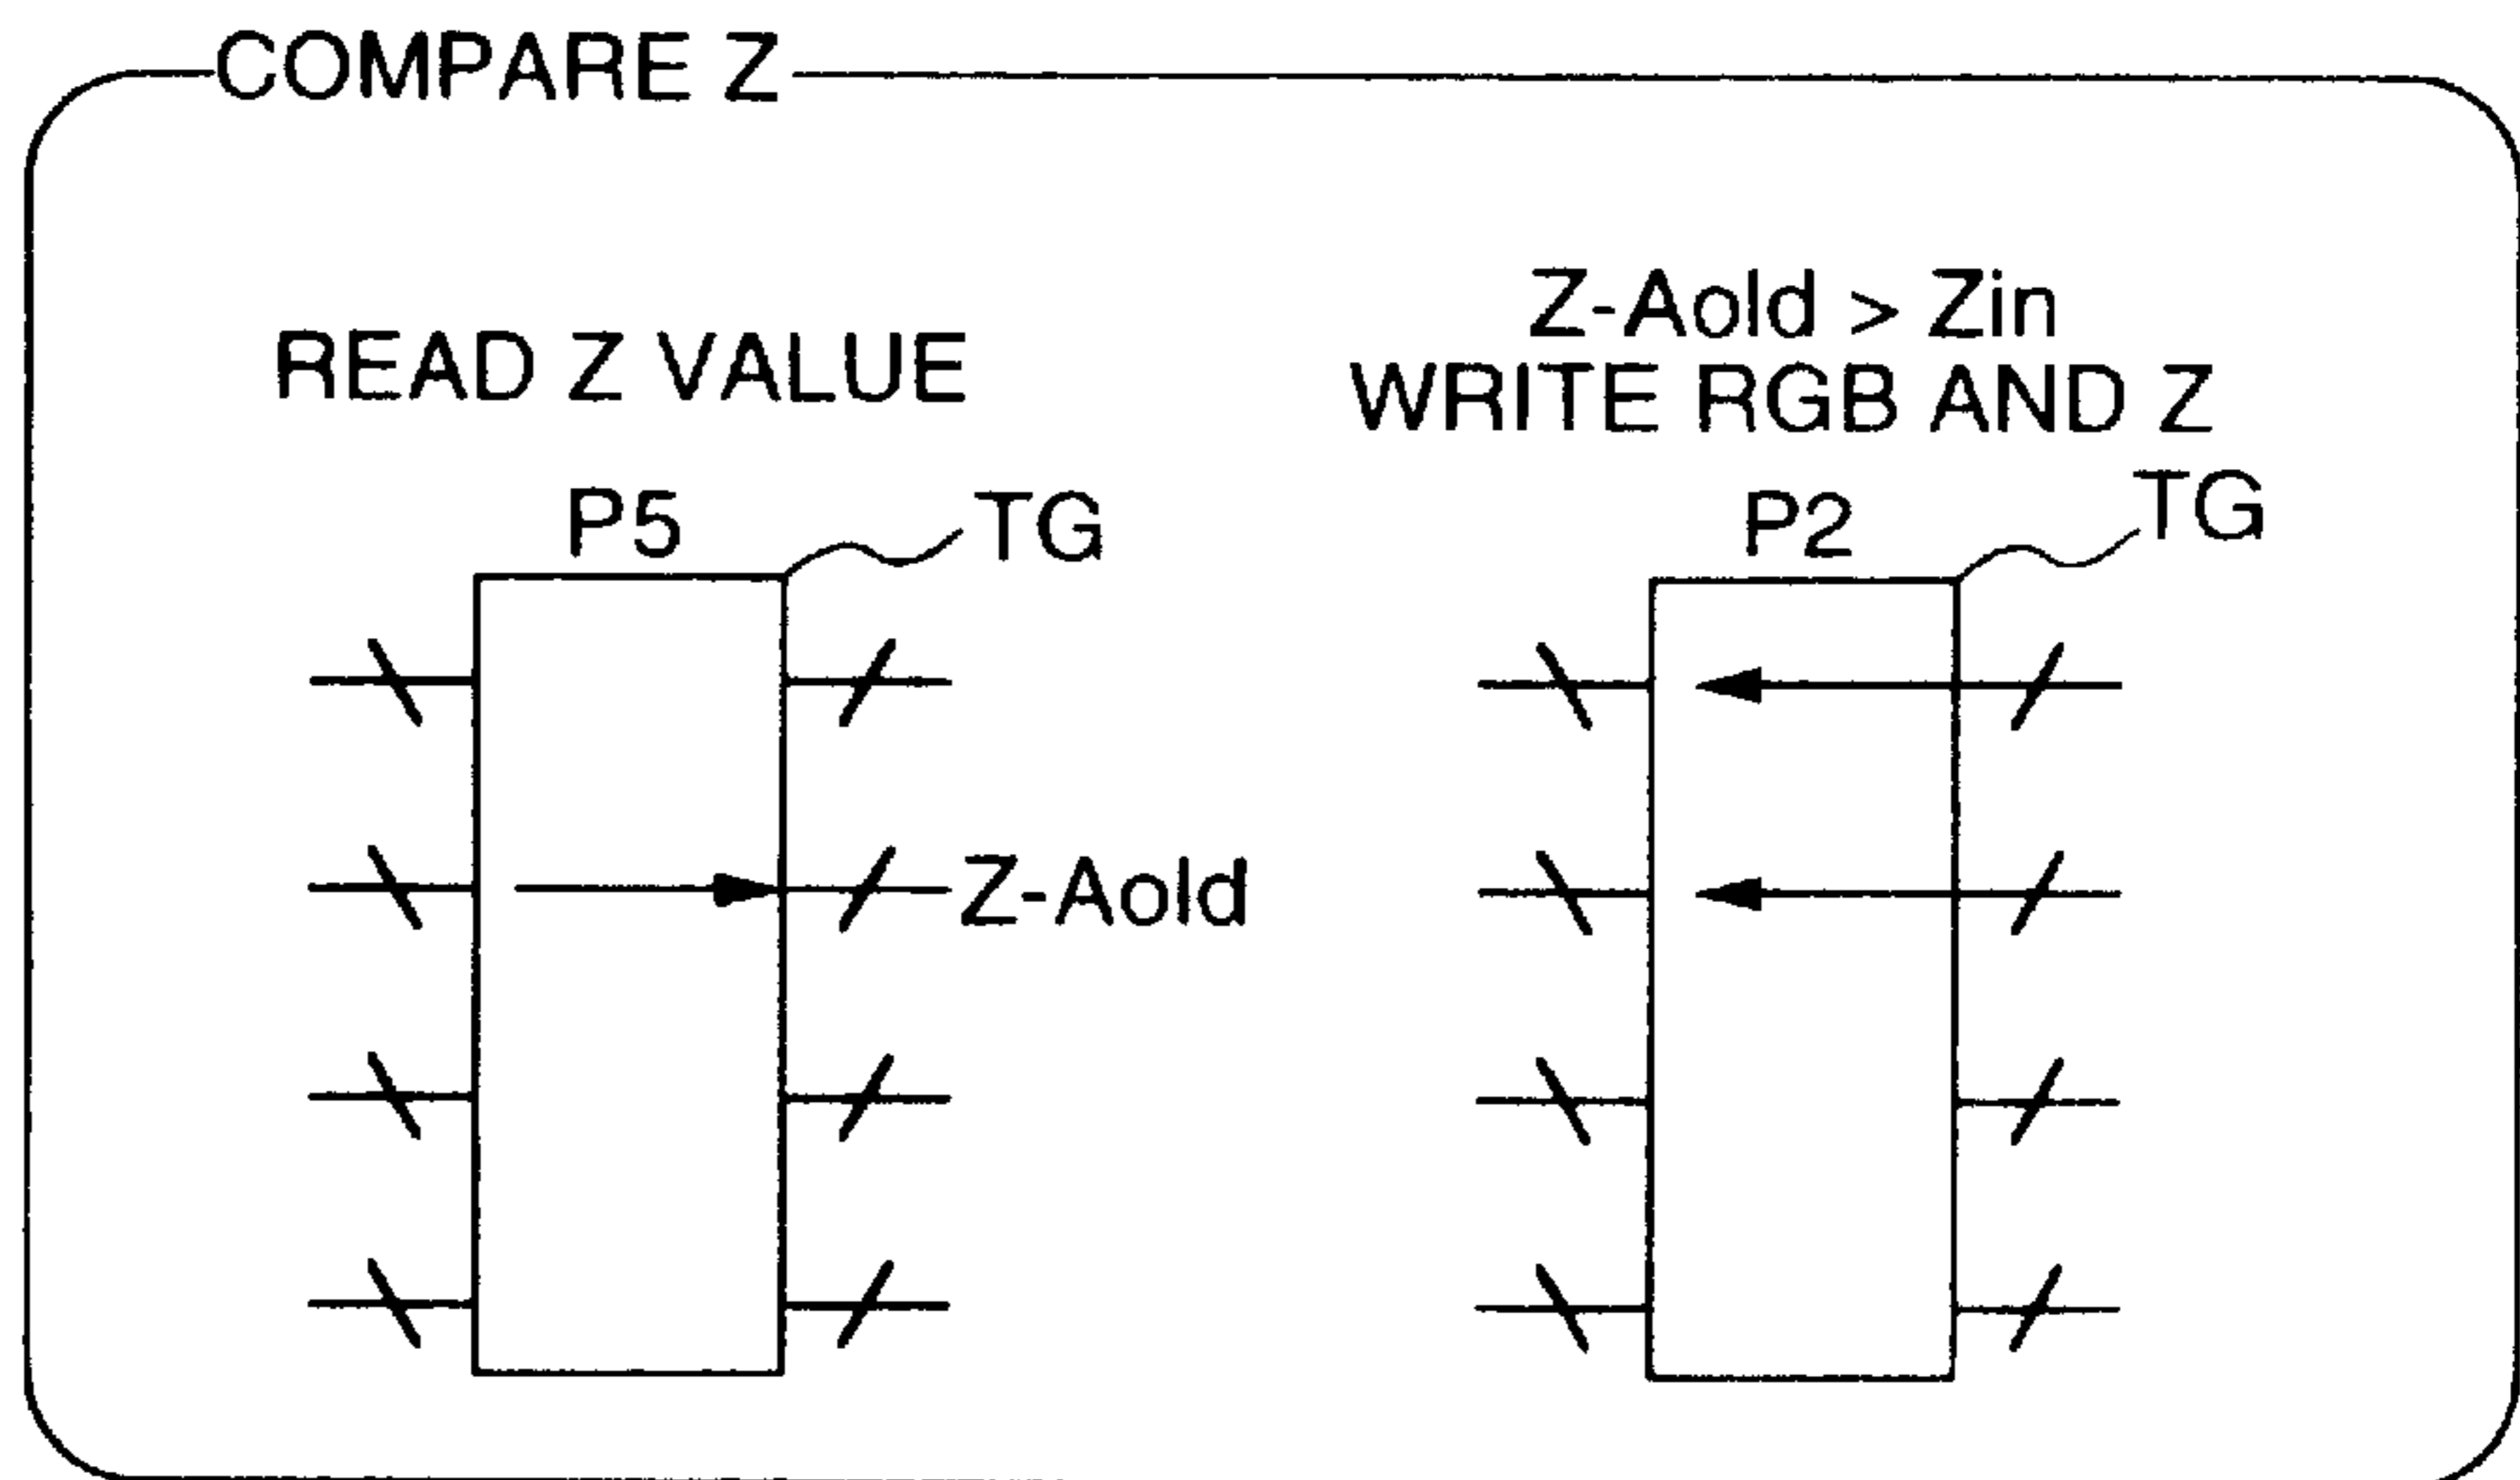 COMPARE Z
READ Z VALUE
P5
TG
Z-Aold
Z-Aold > Zin
WRITE RGB AND Z
P2
TG